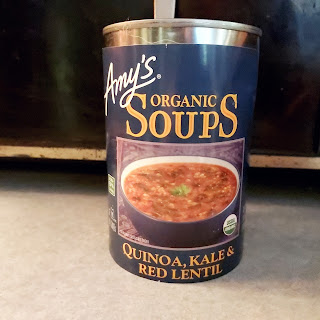 Amy's®
ORGANIC
SOUPS
QUINOA, KALE &
RED LENTIL